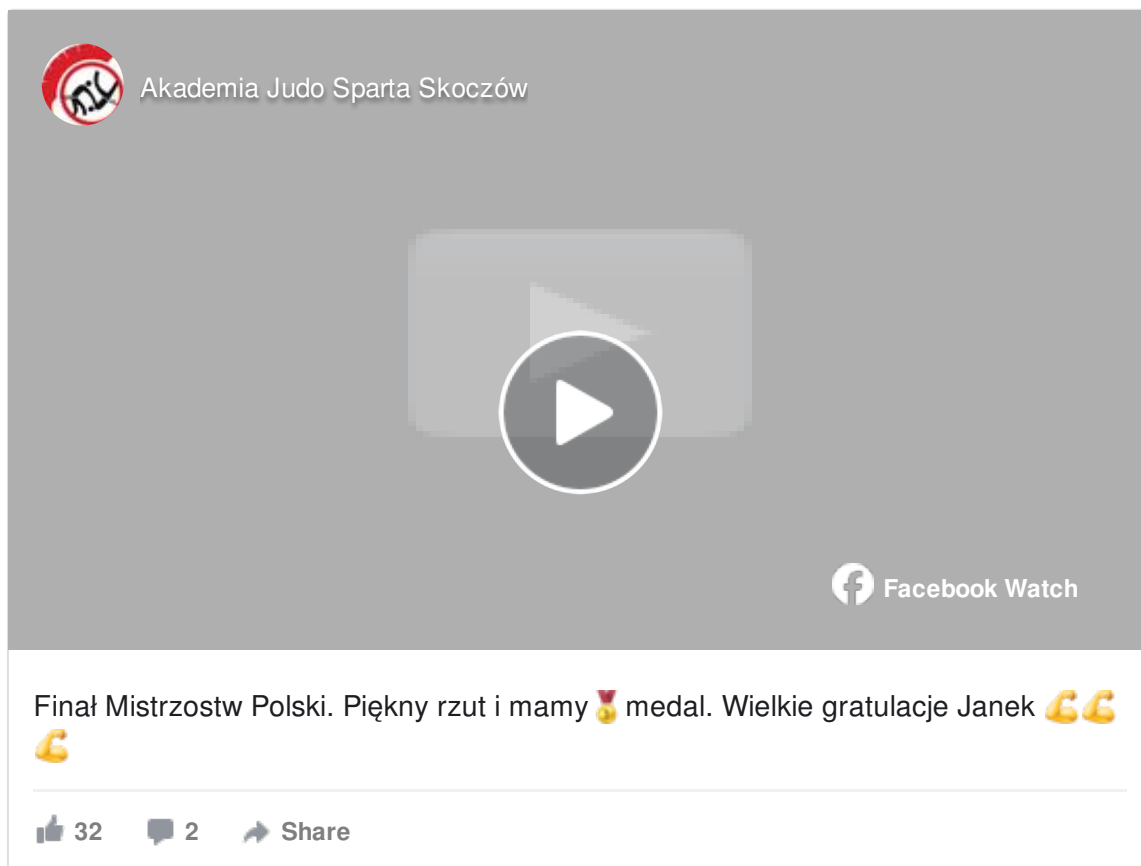 Akademia Judo Sparta Skoczów
Facebook Watch
Finał Mistrzostw Polski. Piękny rzut i mamy🏅medal. Wielkie gratulacje Janek 💪💪
💪
32 2 Share